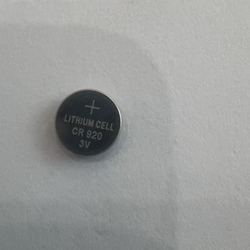 +
LITHIUM CELL
CR 920
3V